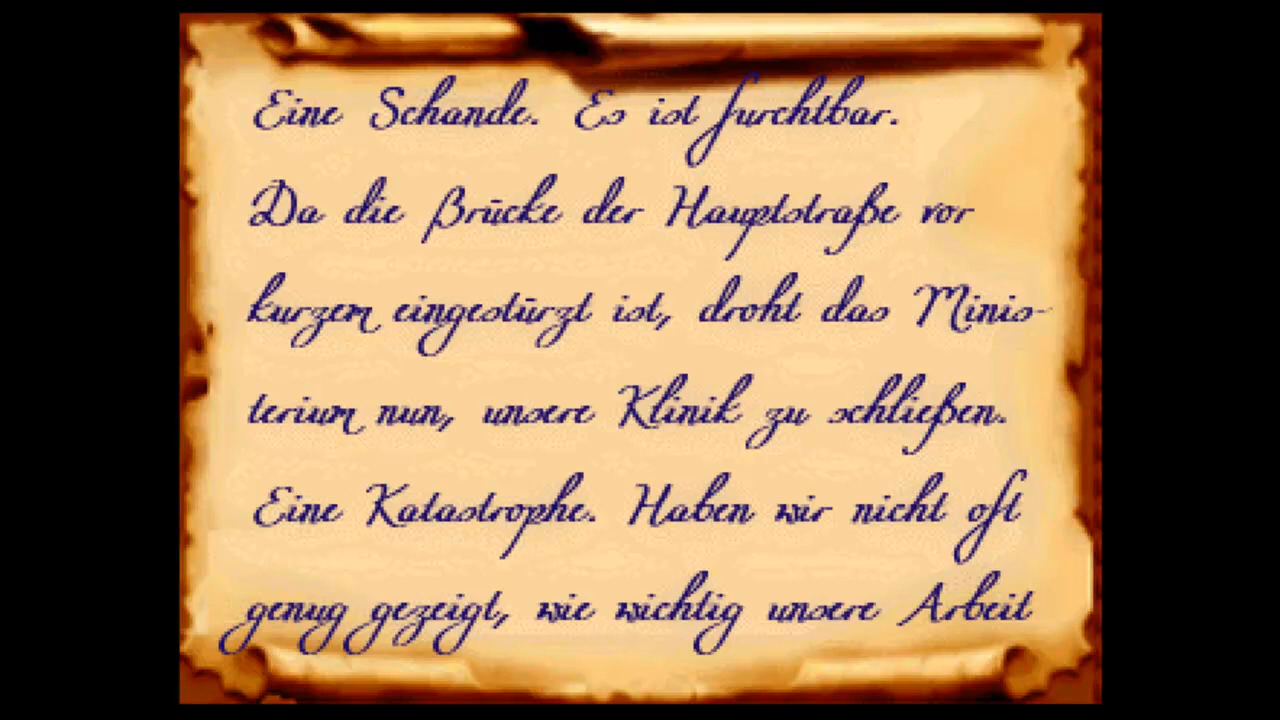 Eine Schande. Es ist furchtbar.
Da die Brücke der Hauptstraße vor
kurzem eingestürzt ist, droht das Minis-
terium nun, unsere Klinik zu schließen.
Eine Katastrophe. Haben wir nicht oft
genug gezeigt, wie wichtig unsere Arbeit